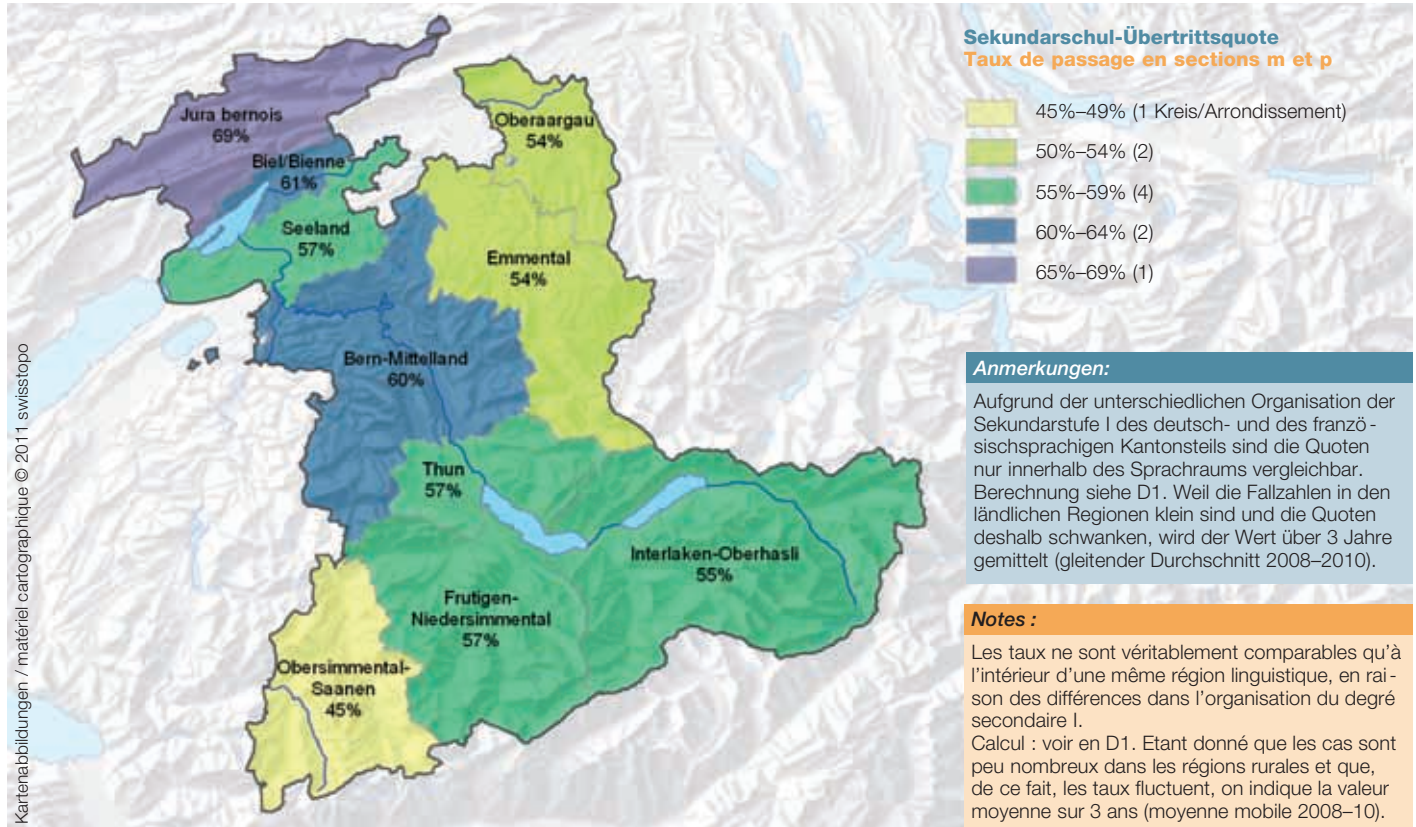 Sekundarschul-Übertrittsquote
Taux de passage en sections m et p
45%–49% (1 Kreis/Arrondissement)
50%–54% (2)
55%–59% (4)
60%–64% (2)
65%–69% (1)
Jura bernois
69%
Biel/Bienne
61%
Seeland
57%
Oberaargau
54%
Emmental
54%
Bern-Mittelland
60%
Thun
57%
Interlaken-Oberhasli
55%
Frutigen-
Niedersimmental
57%
Obersimmental-
Saanen
45%
Anmerkungen:
Aufgrund der unterschiedlichen Organisation der
Sekundarstufe I des deutsch- und des franzö-
sischsprachigen Kantonsteils sind die Quoten
nur innerhalb des Sprachraums vergleichbar.
Berechnung siehe D1. Weil die Fallzahlen in den
ländlichen Regionen klein sind und die Quoten
deshalb schwanken, wird der Wert über 3 Jahre
gemittelt (gleitender Durchschnitt 2008–2010).
Notes :
Les taux ne sont véritablement comparables qu'à
l'intérieur d'une même région linguistique, en rai-
son des différences dans l'organisation du degré
secondaire I.
Calcul : voir en D1. Etant donné que les cas sont
peu nombreux dans les régions rurales et que,
de ce fait, les taux fluctuent, on indique la valeur
moyenne sur 3 ans (moyenne mobile 2008–10).
Kartenabbildungen / matériel cartographique © 2011 swisstopo